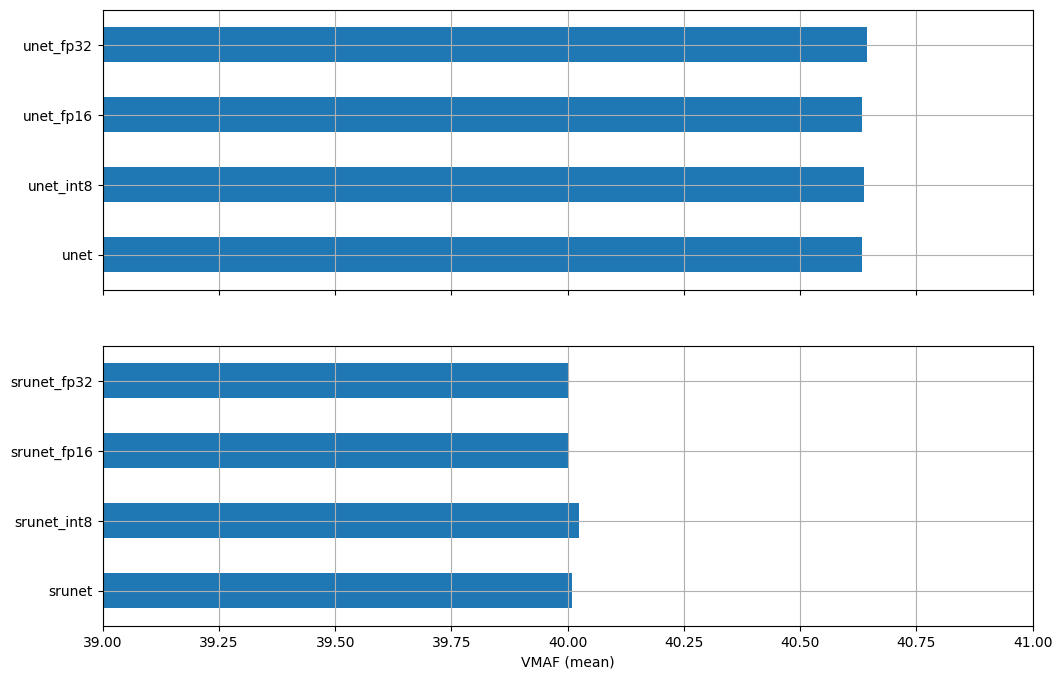 unet_fp32
unet_fp16
unet_int8
unet
srunet_fp32
srunet_fp16
srunet_int8
srunet
39.00 39.25 39.50 39.75 40.00 40.25 40.50 40.75 41.00
VMAF (mean)